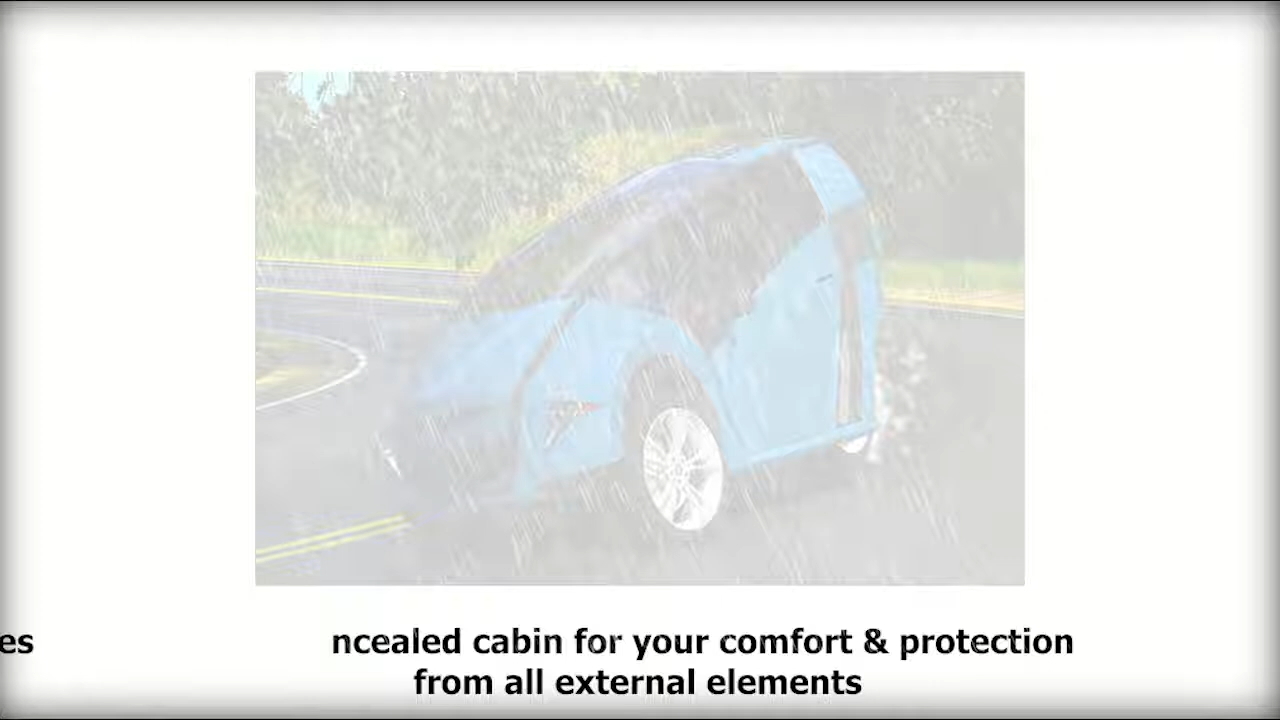 es ncealed cabin for your comfort & protection
from all external elements